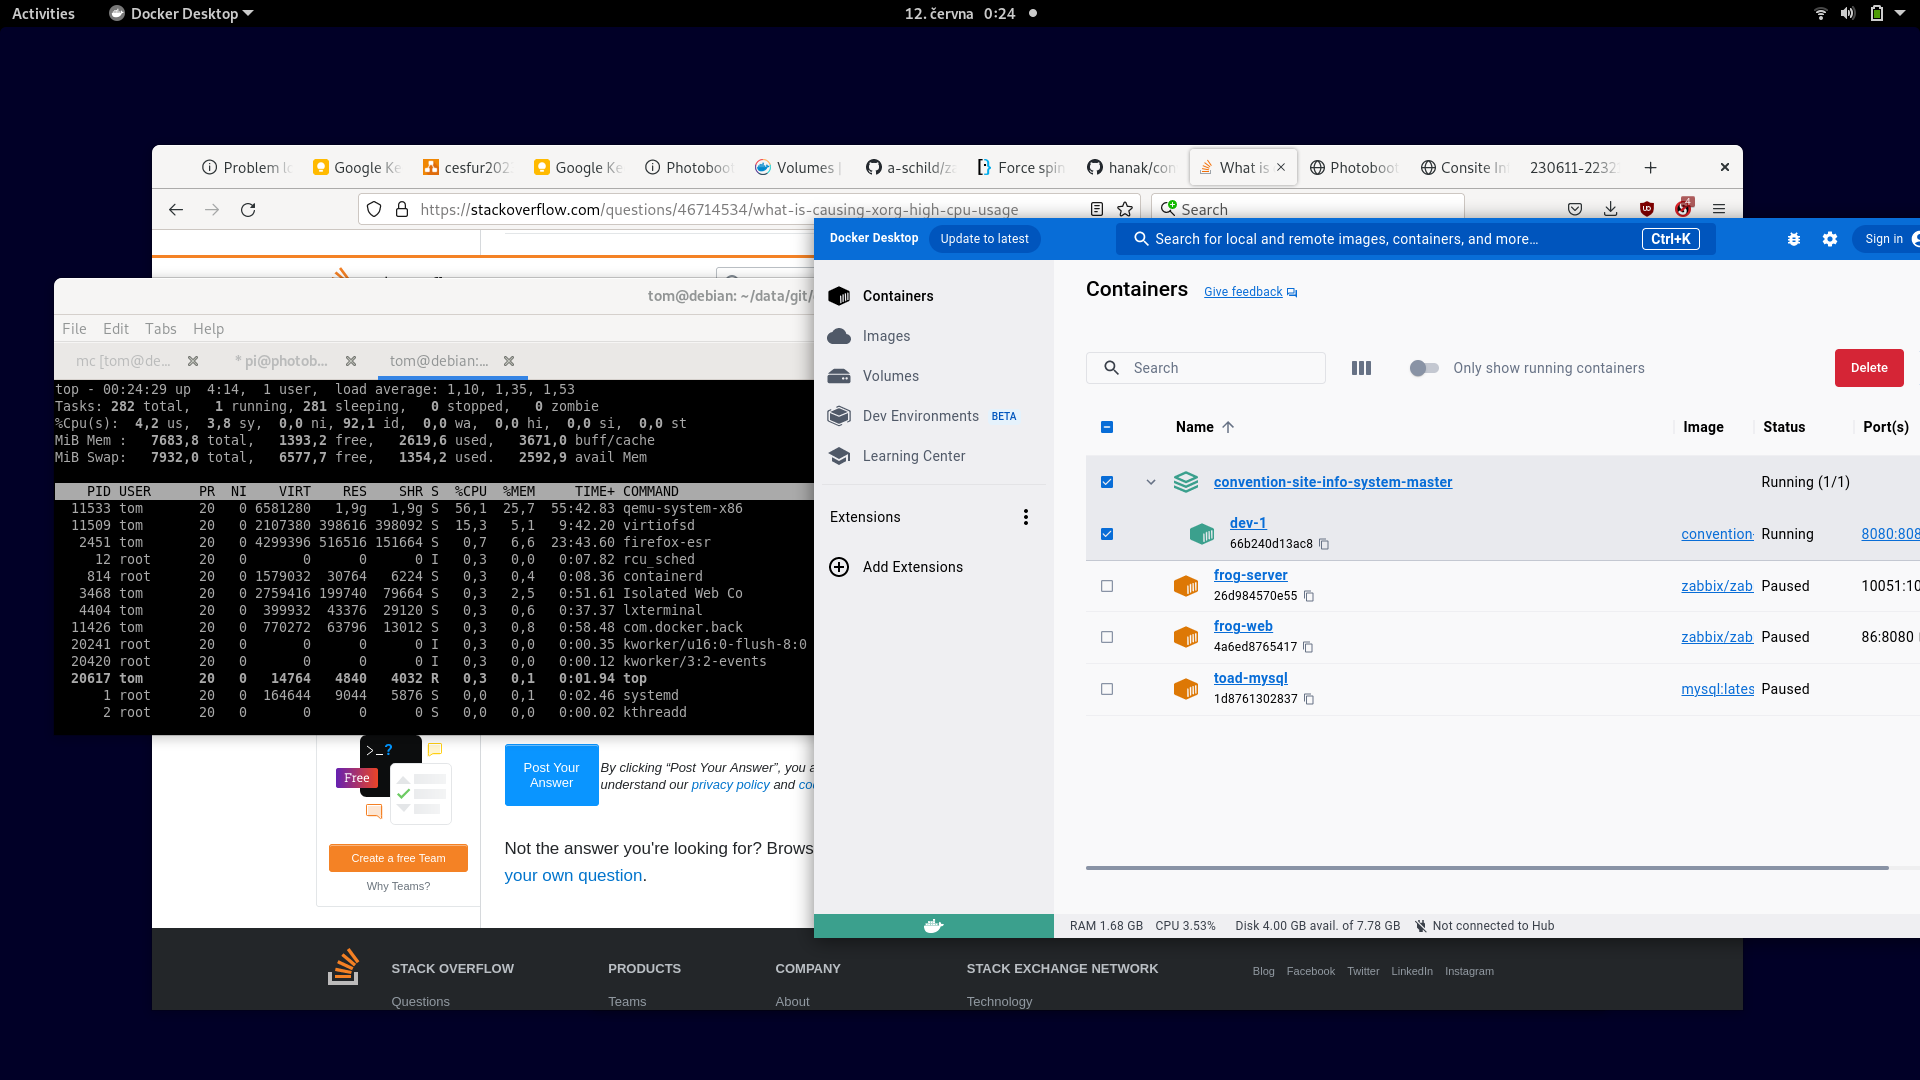 Activities
Docker Desktop
12. června 0:24
Problem
Google Ke
cesfur202
Google Ke
Photoboot
Volumes |
a-schild/za
Force spin
hanak/con
What is
Photoboot
Consite In
230611-2232
https://stackoverflow.com/questions/46714534/what-is-causing-xorg-high-cpu-usage
Search
4
tom@debian: ~/data/git/
File Edit Tabs Help
mc [tom@de...
* pi@photob...
tom@debian:...
top - 00:24:29 up  4:14,  1 user,  load average: 1,10, 1,35, 1,53
Tasks: 282 total,   1 running, 281 sleeping,   0 stopped,   0 zombie
%Cpu(s):  4,2 us,  3,8 sy,  0,0 ni, 92,1 id,  0,0 wa,  0,0 hi,  0,0 si,  0,0 st
MiB Mem :   7683,8 total,   1393,2 free,   2619,6 used,   3671,0 buff/cache
MiB Swap:   7932,0 total,   6577,7 free,   1354,2 used.   2592,9 avail Mem
PID USER PR NI VIRT RES SHR S %CPU %MEM TIME+ COMMAND
11533 tom 20 0 6581280 1,9g 1,9g S 56,1 25,7 55:42.83 qemu-system-x86
11509 tom 20 0 2107380 398616 398092 S 15,3 5,1 9:42.20 virtiofsd
2451 tom 20 0 4299396 516516 151664 S 0,7 6,6 23:43.60 firefox-esr
12 root 20 0 0 0 0 I 0,3 0,0 0:07.82 rcu_sched
814 root 20 0 1579032 30764 6224 S 0,3 0,4 0:08.36 containerd
3468 tom 20 0 2759416 199740 79664 S 0,3 2,5 0:51.61 Isolated Web Co
4404 tom 20 0 399932 43376 29120 S 0,3 0,6 0:37.37 lxterminal
11426 tom 20 0 770272 63796 13012 S 0,3 0,8 0:58.48 com.docker.back
20241 root 20 0 0 0 0 I 0,3 0,0 0:00.35 kworker/u16:0-flush-8:0
20420 root 20 0 0 0 0 I 0,3 0,0 0:00.12 kworker/3:2-events
20617 tom 20 0 14764 4840 4032 R 0,3 0,1 0:01.94 top
1 root 20 0 164644 9044 5876 S 0,0 0,1 0:02.46 systemd
2 root 20 0 0 0 0 S 0,0 0,0 0:00.02 kthreadd
Docker Desktop
Update to latest
Search for local and remote images, containers, and more...
Ctrl+K
Sign in
Containers
Images
Volumes
Dev Environments BETA
Learning Center
Extensions
Add Extensions
Containers
Give feedback
Search
Only show running containers
Delete
Name
Image
Status
Port(s)
convention-site-info-system-master
Running (1/1)
dev-1
66b240d13ac8
convention-
Running
8080:808
frog-server
26d984570e55
zabbix/zab
Paused
10051:10
frog-web
4a6ed8765417
zabbix/zab
Paused
86:8080
toad-mysql
1d8761302837
mysql:lates
Paused
RAM 1.68 GB CPU 3.53% Disk 4.00 GB avail. of 7.78 GB Not connected to Hub
>_?
Free
Create a free Team
Why Teams?
Post Your
Answer
By clicking “Post Your Answer”, you a
understand our privacy policy and co
Not the answer you're looking for? Brows
your own question.
STACK OVERFLOW
Questions
PRODUCTS
Teams
COMPANY
About
STACK EXCHANGE NETWORK
Technology
Blog Facebook Twitter LinkedIn Instagram